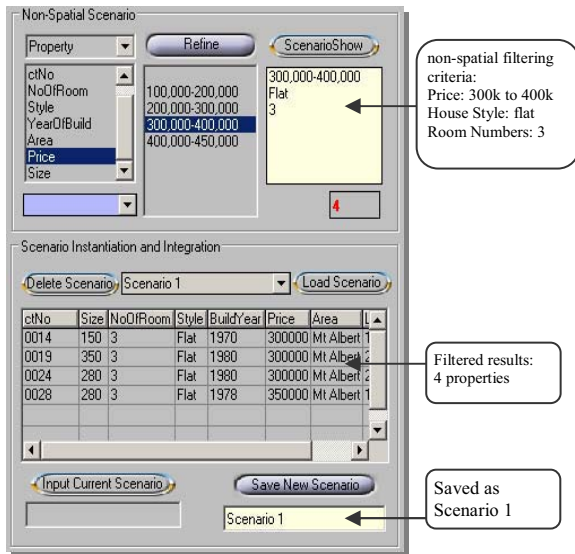 Non-Spatial Scenario
Property
Refine
ScenarioShow
ctNo
NoOfRoom
Style
YearOfBuild
Area
Price
Size
100,000-200,000
200,000-300,000
300,000-400,000
400,000-450,000
300,000-400,000
Flat
3
4
non-spatial filtering
criteria:
Price: 300k to 400k
House Style: flat
Room Numbers: 3
Scenario Instantiation and Integration
Delete Scenario
Scenario 1
Load Scenario
ctNo Size NoOfRoom Style BuildYear Price Area L
0014 150 3 Flat 1970 300000 Mt Albert 1
0019 350 3 Flat 1980 300000 Mt Albert 2
0024 280 3 Flat 1980 300000 Mt Albert 2
0028 280 3 Flat 1978 350000 Mt Albert 1
Filtered results:
4 properties
Input Current Scenario
Save New Scenario
Scenario 1
Saved as
Scenario 1